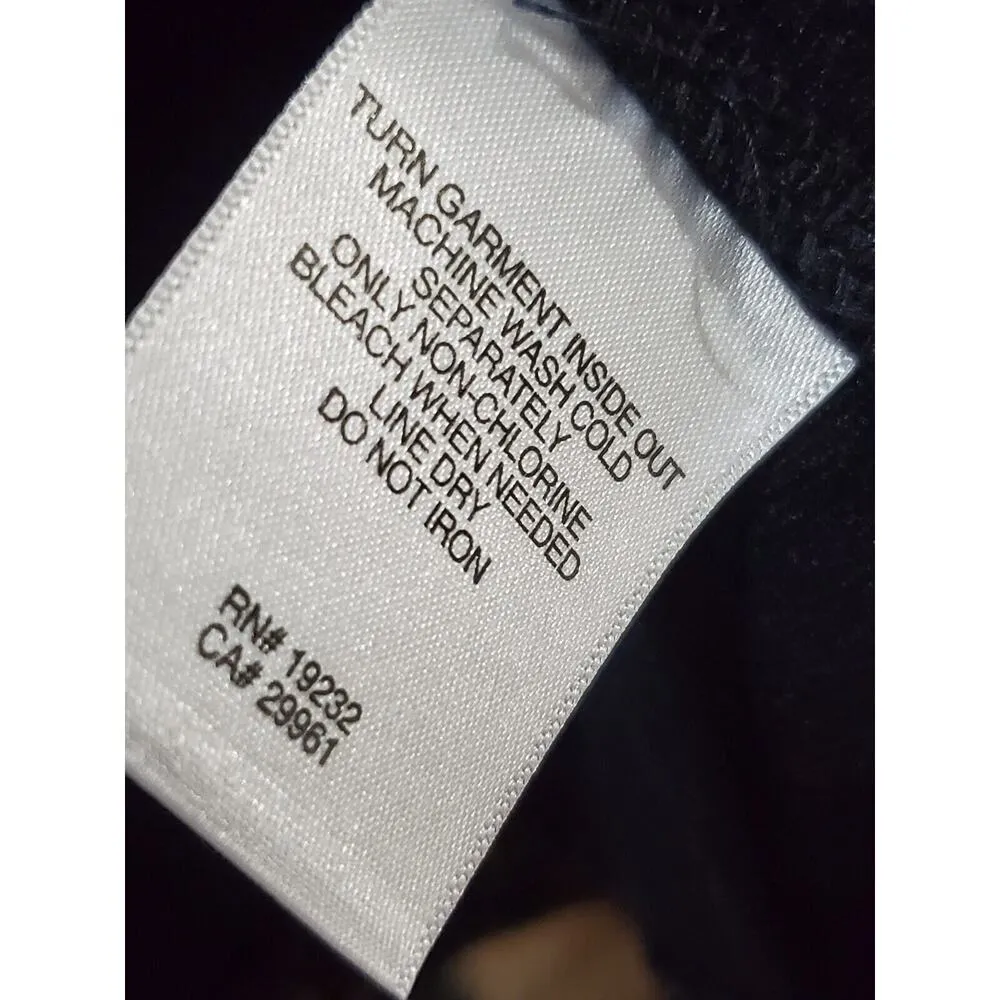 TURN GARMENT INSIDE OUT
MACHINE WASH COLD
SEPARATELY
ONLY NON-CHLORINE
BLEACH WHEN NEEDED
LINE DRY
DO NOT IRON
RN# 19232
CA# 29961